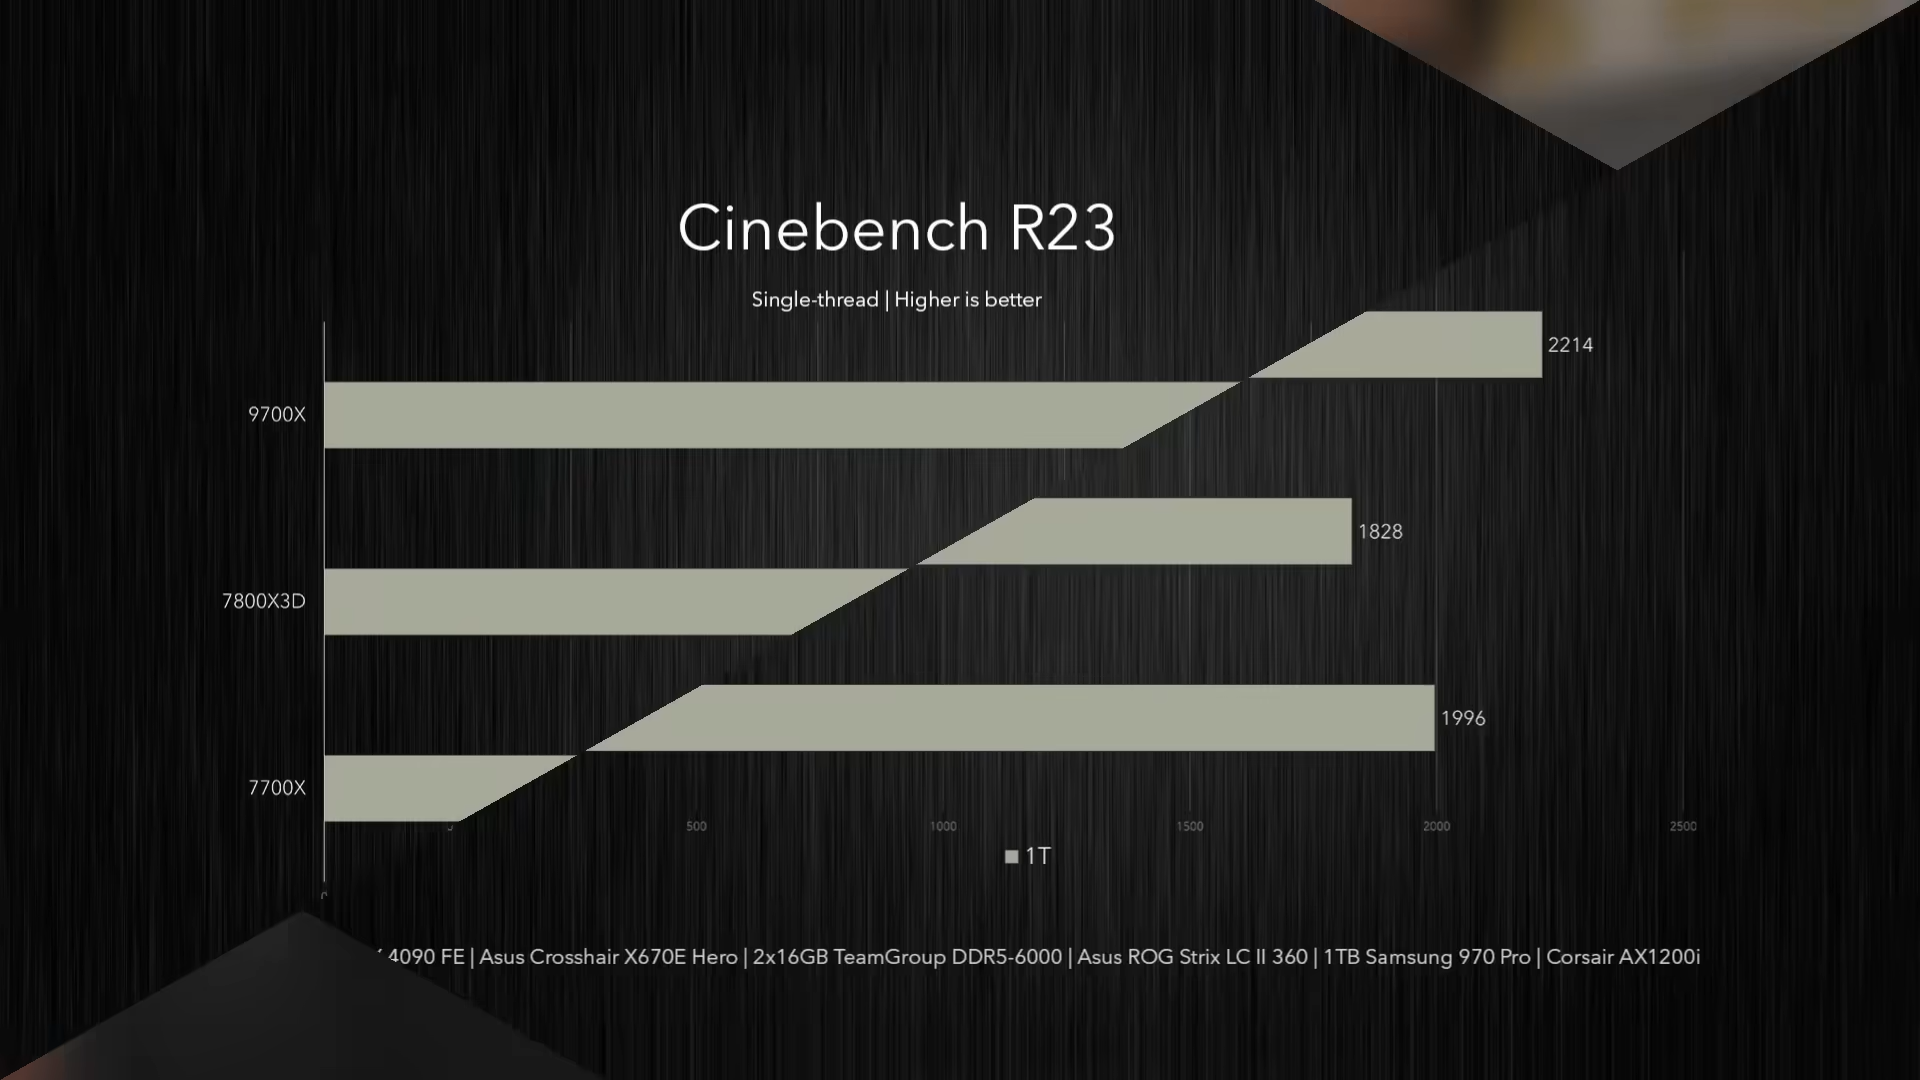 Cinebench R23
Single-thread | Higher is better
2214
9700X
1828
7800X3D
1996
7700X
500 1000 1500 2000 2500
1T
4090 FE | Asus Crosshair X670E Hero | 2x16GB TeamGroup DDR5-6000 | Asus ROG Strix LC II 360 | 1TB Samsung 970 Pro | Corsair AX1200i